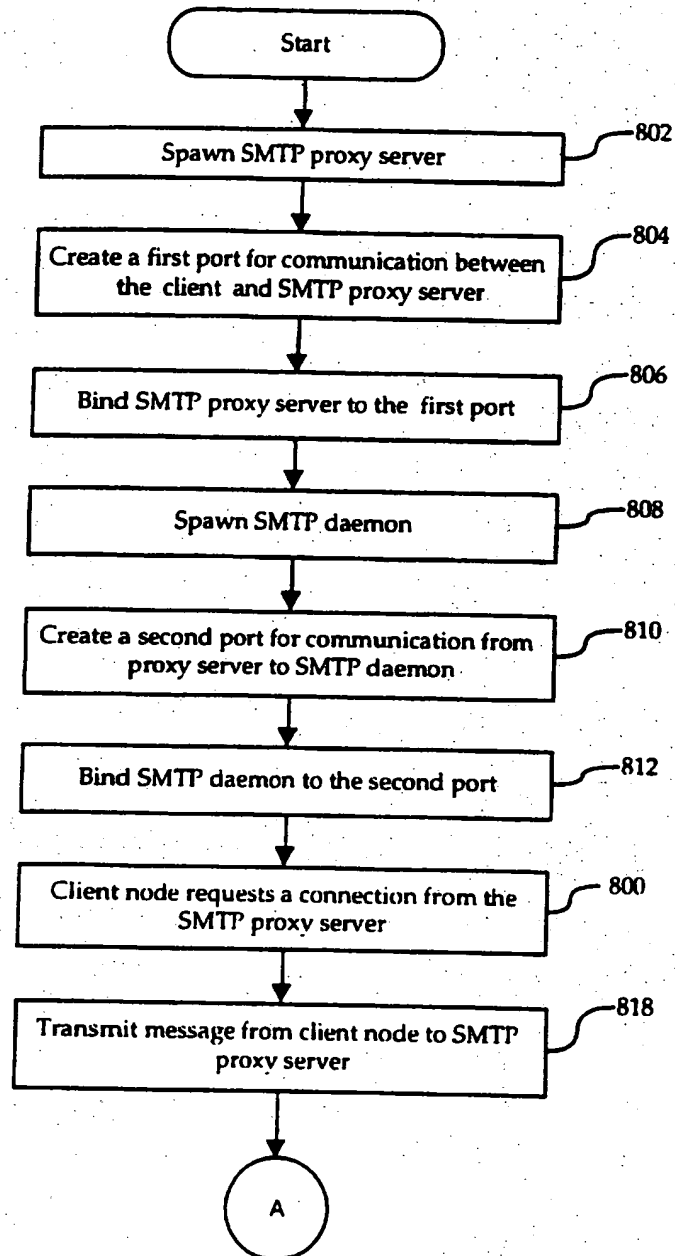 Start
Spawn SMTP proxy server
802
Create a first port for communication between
the client and SMTP proxy server
804
Bind SMTP proxy server to the first port
806
Spawn SMTP daemon
808
Create a second port for communication from
proxy server to SMTP daemon
810
Bind SMTP daemon to the second port
812
Client node requests a connection from the
SMTP proxy server
800
Transmit message from client node to SMTP
proxy server
818
A